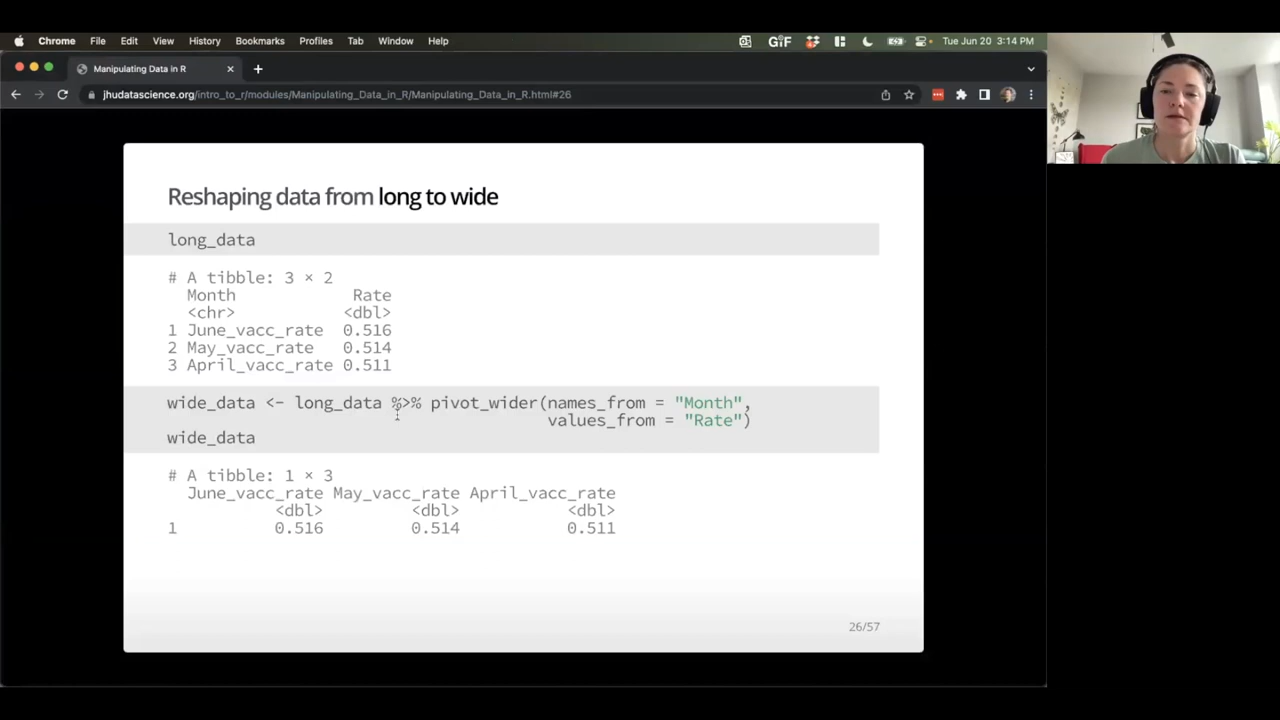 Chrome File Edit View History Bookmarks Profiles Tab Window Help GIF Tue Jun 20 3:14 PM
Manipulating Data in R
jhudatascience.org/intro_to_r/modules/Manipulating_Data_in_R/Manipulating_Data_in_R.html#26
Reshaping data from long to wide
long_data
# A tibble: 3 × 2
Month Rate
<chr> <dbl>
1 June_vacc_rate 0.516
2 May_vacc_rate 0.514
3 April_vacc_rate 0.511
wide_data <- long_data %>% pivot_wider(names_from = "Month",
values_from = "Rate")
wide_data
# A tibble: 1 × 3
June_vacc_rate May_vacc_rate April_vacc_rate
<dbl> <dbl> <dbl>
1 0.516 0.514 0.511
26/57